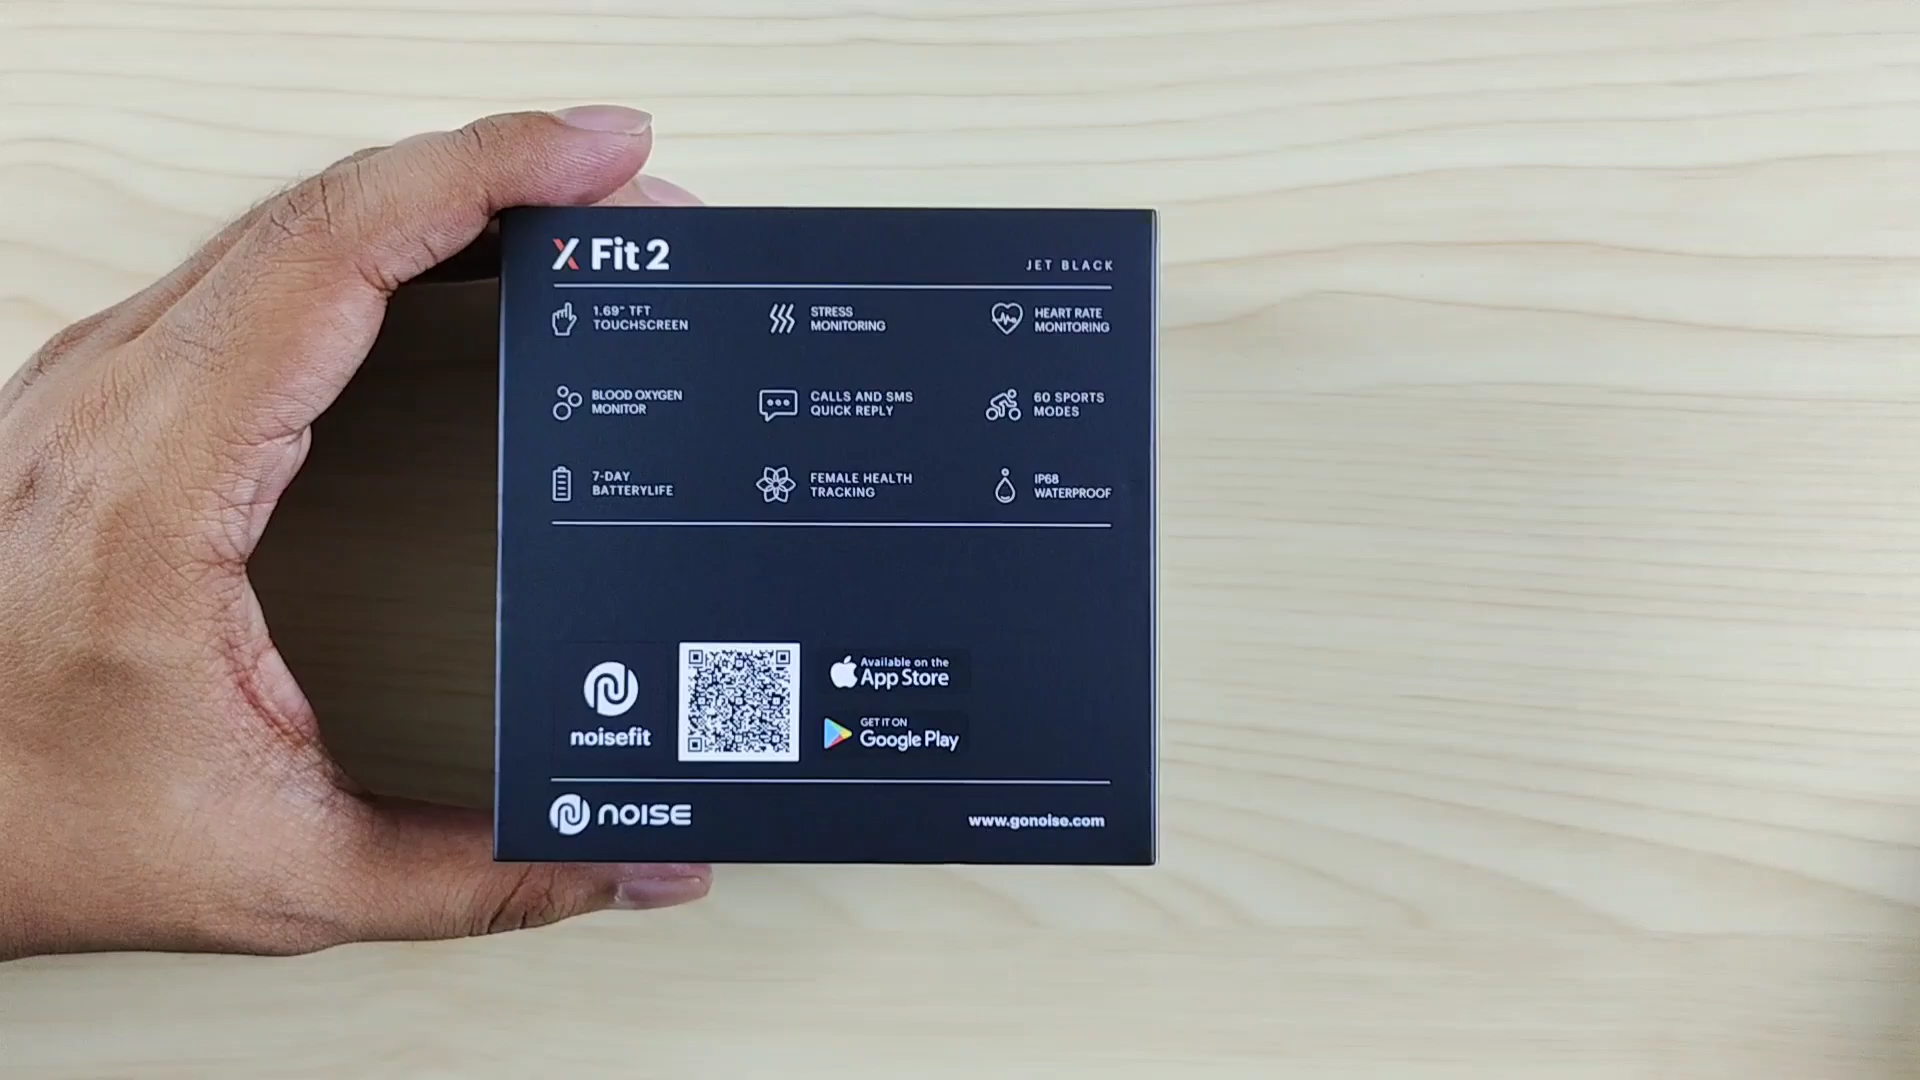 X Fit 2
JET BLACK
1.69" TFT
TOUCHSCREEN
STRESS
MONITORING
HEART RATE
MONITORING
BLOOD OXYGEN
MONITOR
CALLS AND SMS
QUICK REPLY
60 SPORTS
MODES
7-DAY
BATTERYLIFE
FEMALE HEALTH
TRACKING
IP68
WATERPROOF
noisefit
Available on the
App Store
GET IT ON
Google Play
NOISE
www.gonoise.com